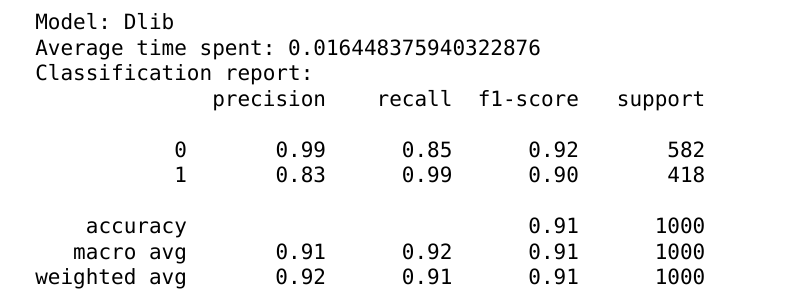 Model: Dlib
Average time spent: 0.016448375940322876
Classification report:
precision recall f1-score support
0 0.99 0.85 0.92 582
1 0.83 0.99 0.90 418
accuracy 0.91 1000
macro avg 0.91 0.92 0.91 1000
weighted avg 0.92 0.91 0.91 1000